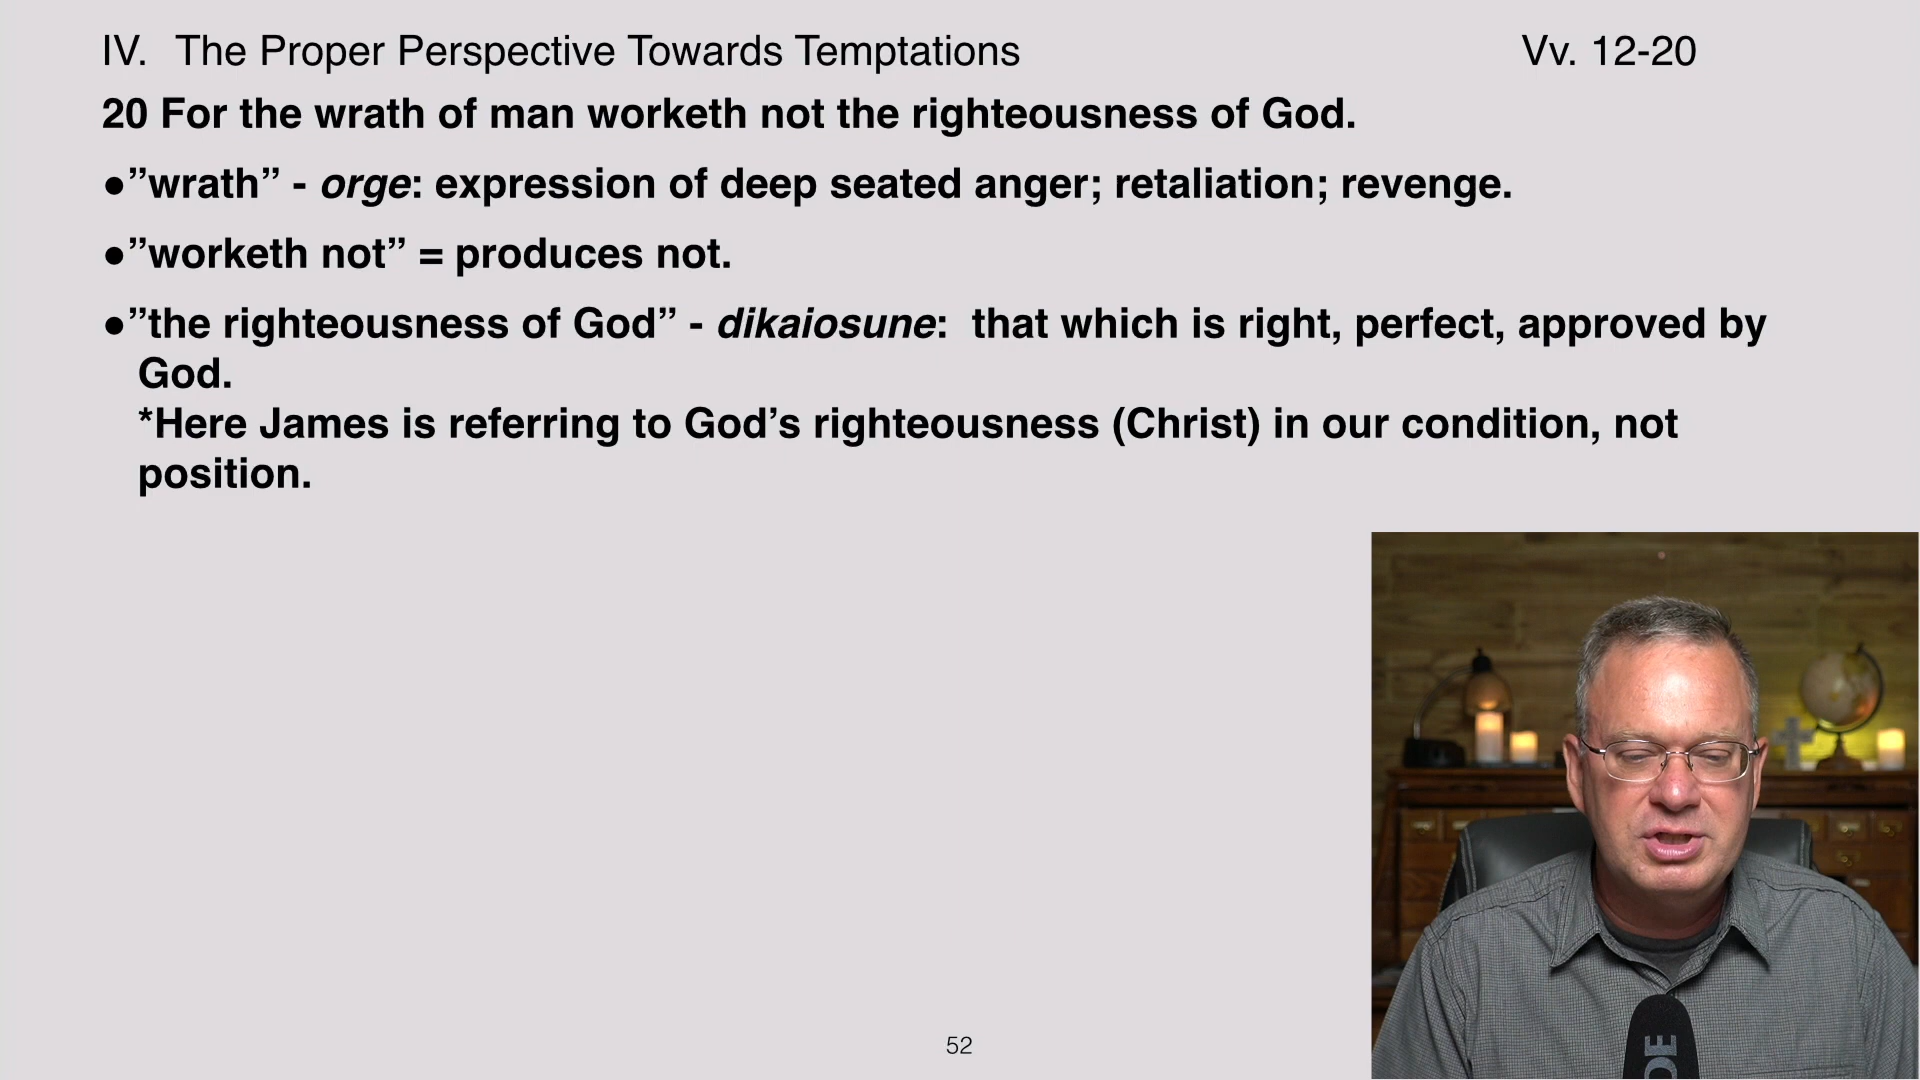 IV. The Proper Perspective Towards Temptations Vv. 12-20
20 For the wrath of man worketh not the righteousness of God.
●”wrath” - orge: expression of deep seated anger; retaliation; revenge.
●”worketh not” = produces not.
●”the righteousness of God” - dikaiosune: that which is right, perfect, approved by
God.
*Here James is referring to God’s righteousness (Christ) in our condition, not
position.
52